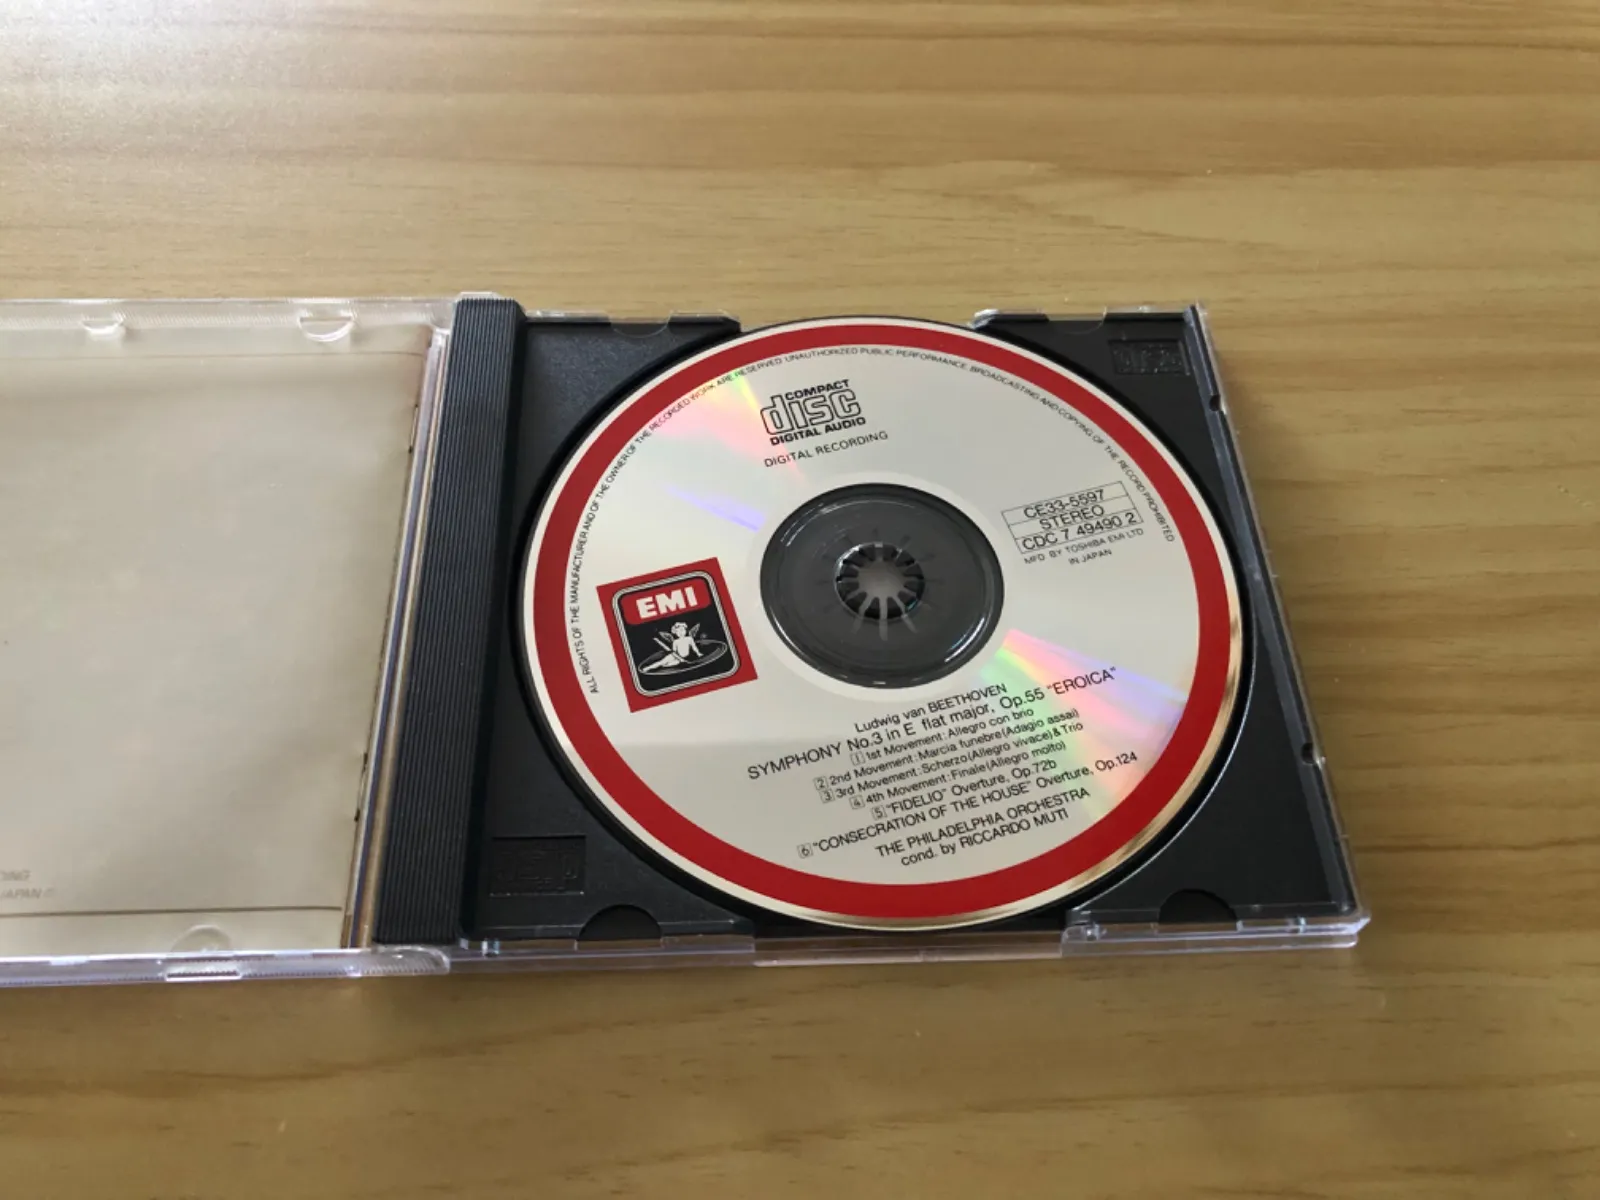 ALL RIGHTS OF THE MANUFACTURER AND OF THE OWNER OF THE RECORDED WORK ARE RESERVED. UNAUTHORIZED PUBLIC PERFORMANCE, BROADCASTING AND COPYING OF THE RECORD PROHIBITED
COMPACT
disc
DIGITAL AUDIO
DIGITAL RECORDING
CE33-5597
STEREO
CDC 7 49490 2
MFD. BY TOSHIBA EMI LTD
IN JAPAN
EMI
Ludwig van BEETHOVEN
SYMPHONY No.3 in E flat major, Op.55 "EROICA"
1 1st Movement: Allegro con brio
2 2nd Movement: Marcia funebre (Adagio assai)
3 3rd Movement: Scherzo (Allegro vivace) & Trio
4 4th Movement: Finale (Allegro molto)
5 "FIDELIO" Overture, Op.72b
6 "CONSECRATION OF THE HOUSE" Overture, Op.124
THE PHILADELPHIA ORCHESTRA
cond. by RICCARDO MUTI
JAPAN